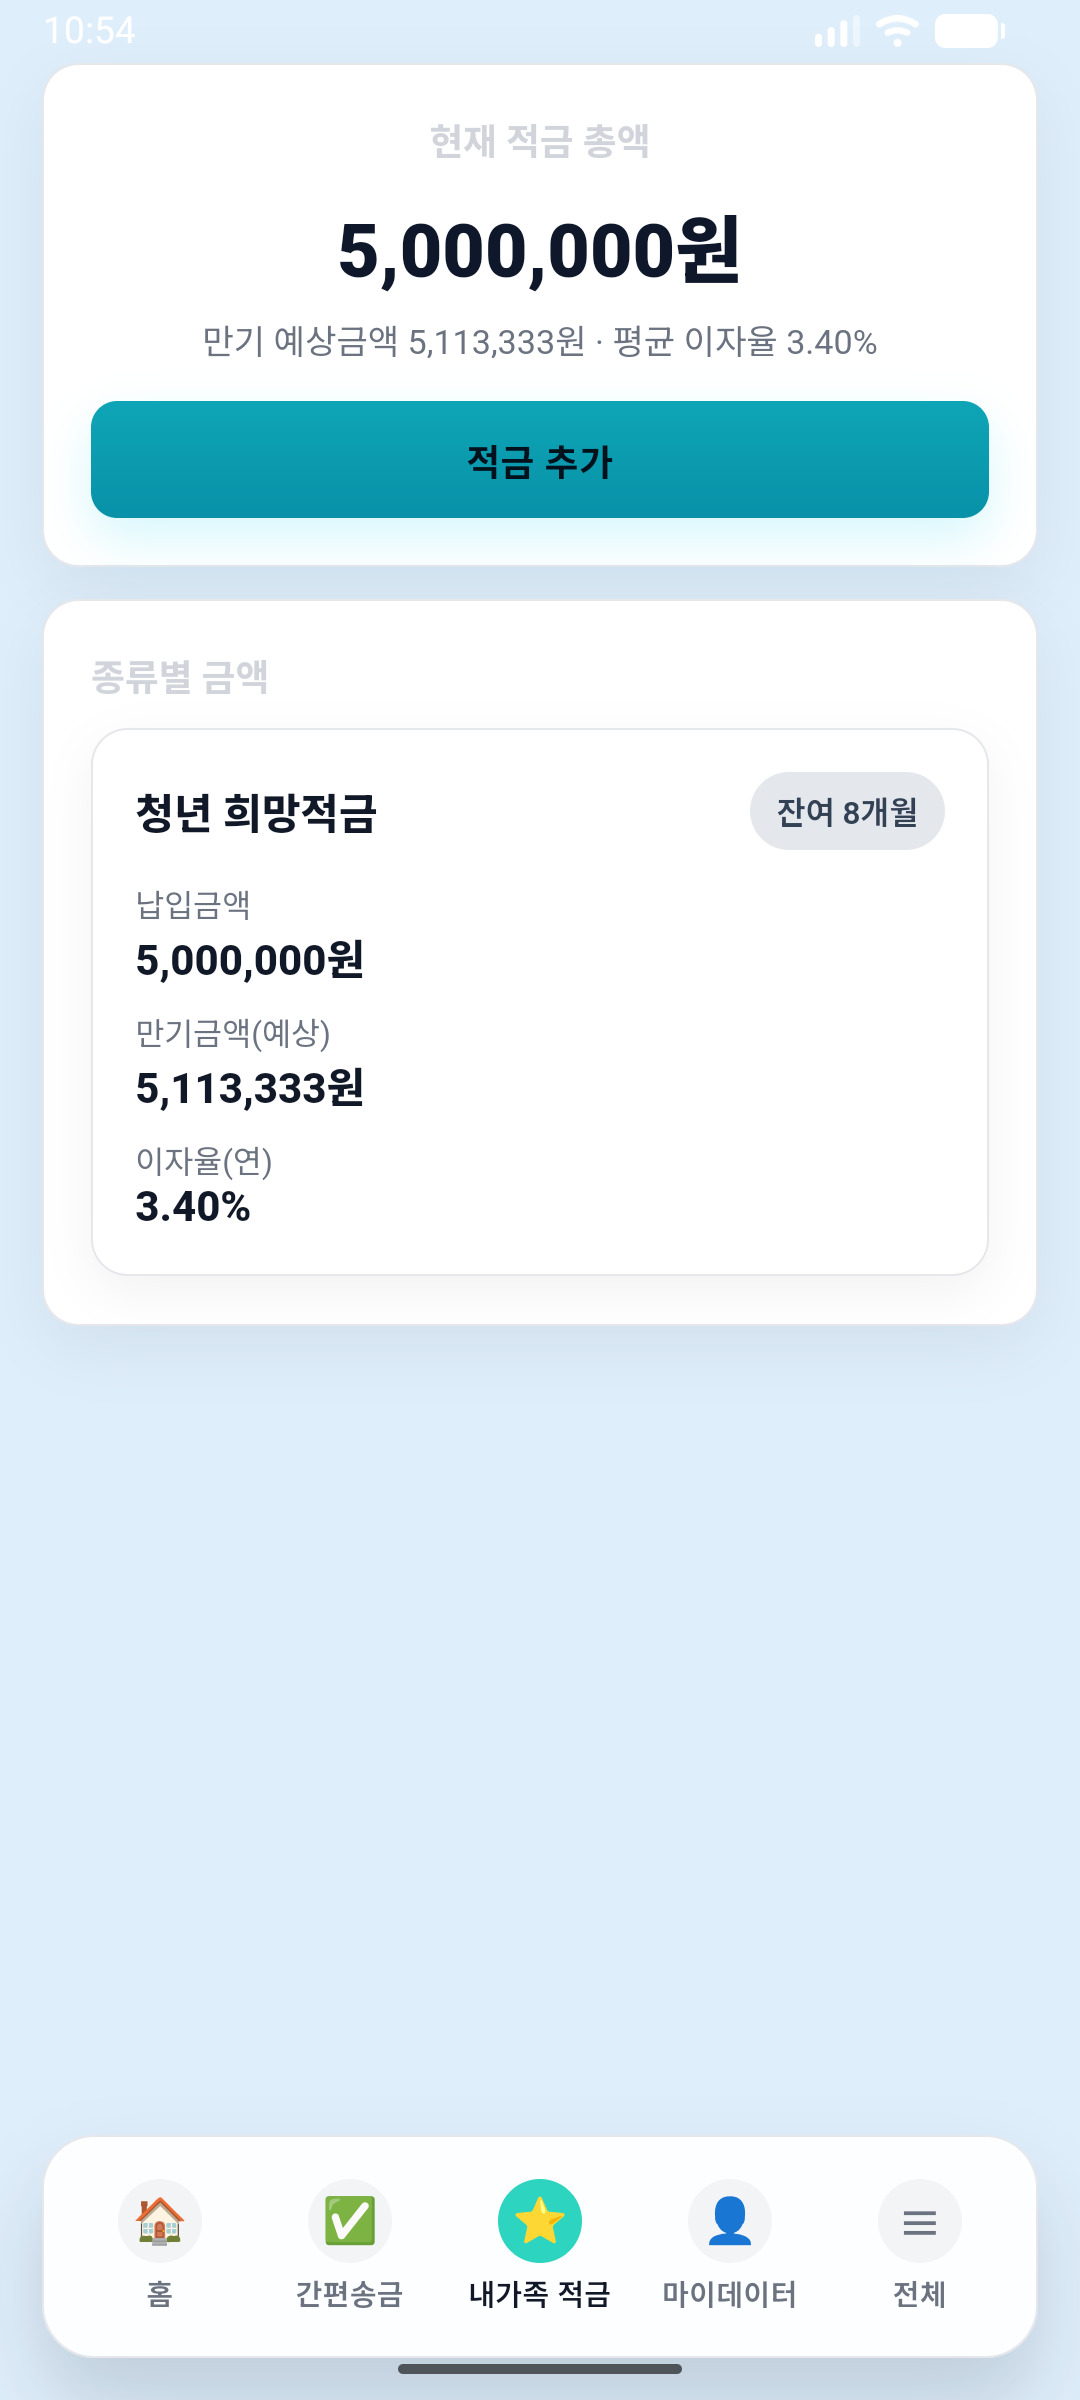 10:54
현재 적금 총액
5,000,000원
만기 예상금액 5,113,333원 · 평균 이자율 3.40%
적금 추가
종류별 금액
청년 희망적금
잔여 8개월
납입금액
5,000,000원
만기금액(예상)
5,113,333원
이자율(연)
3.40%
홈
간편송금
내가족 적금
마이데이터
전체